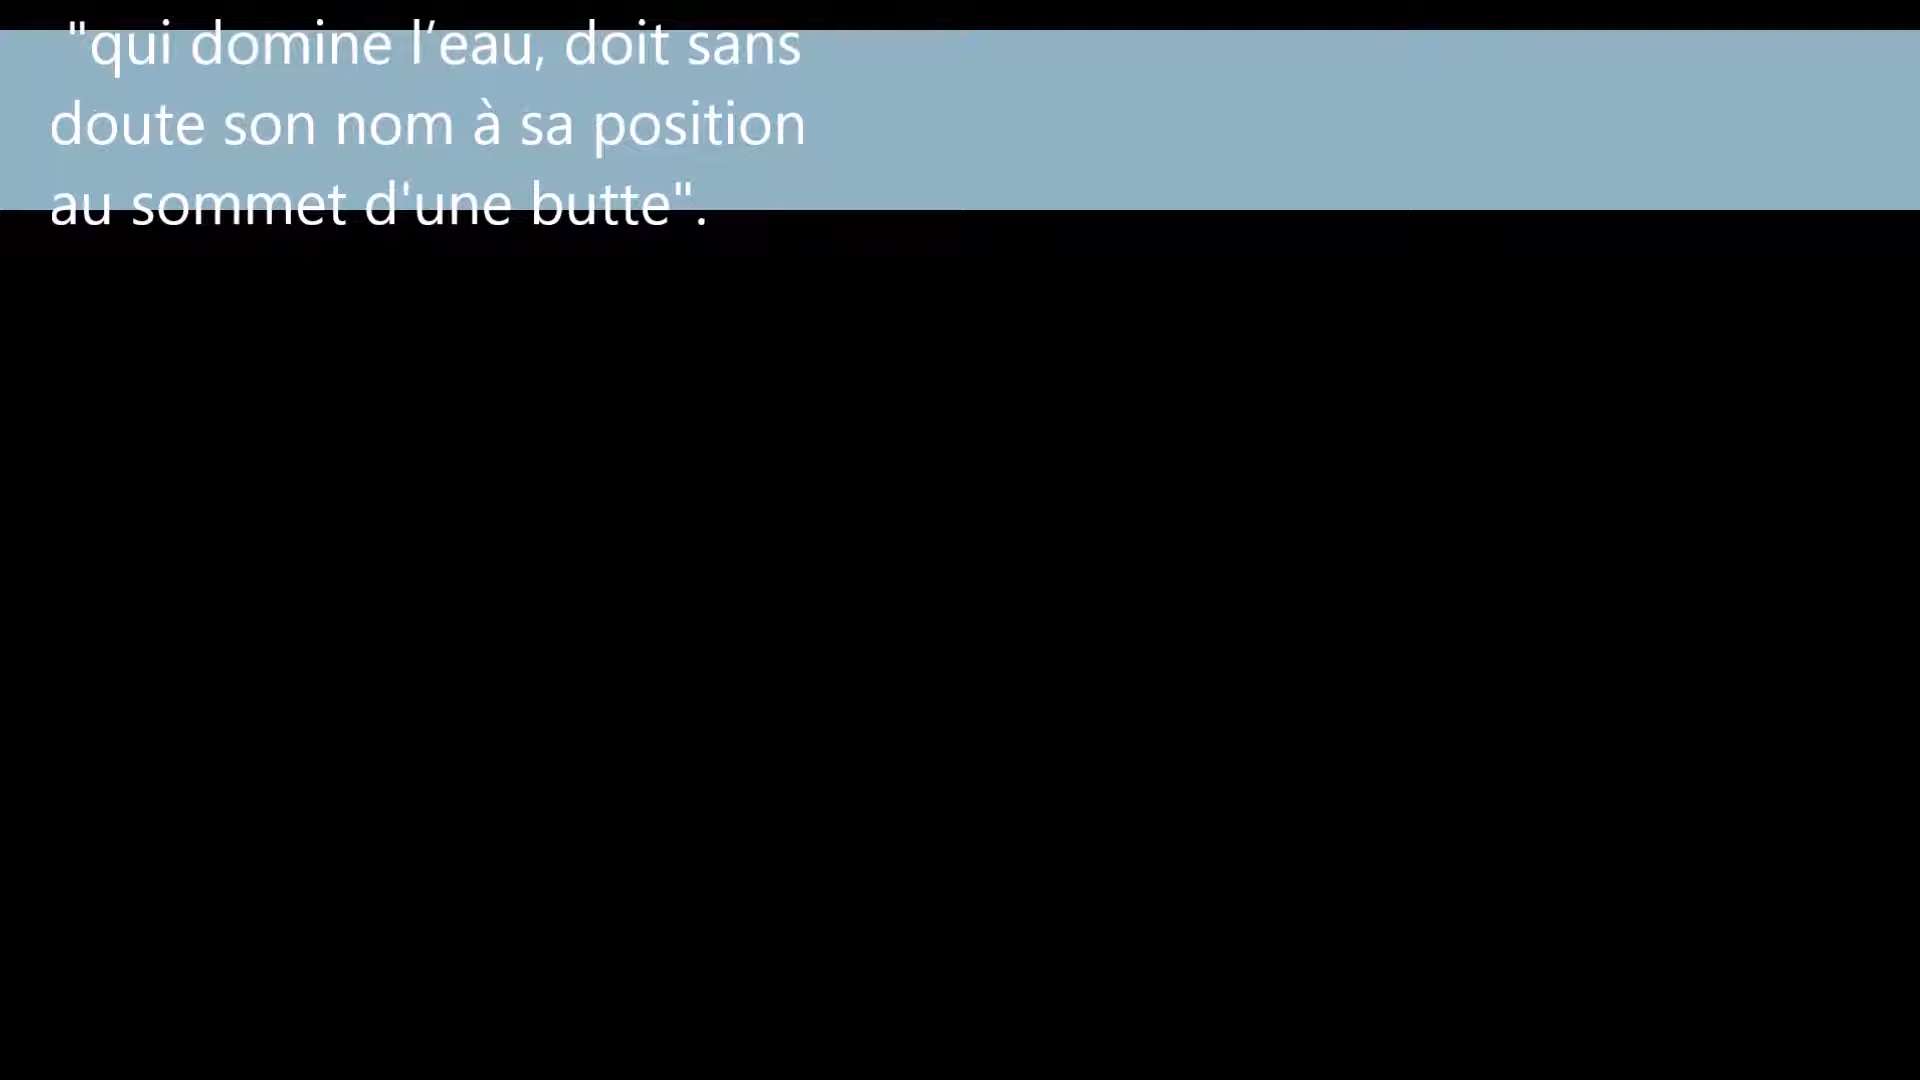 "qui domine l’eau, doit sans
doute son nom à sa position
au sommet d'une butte".